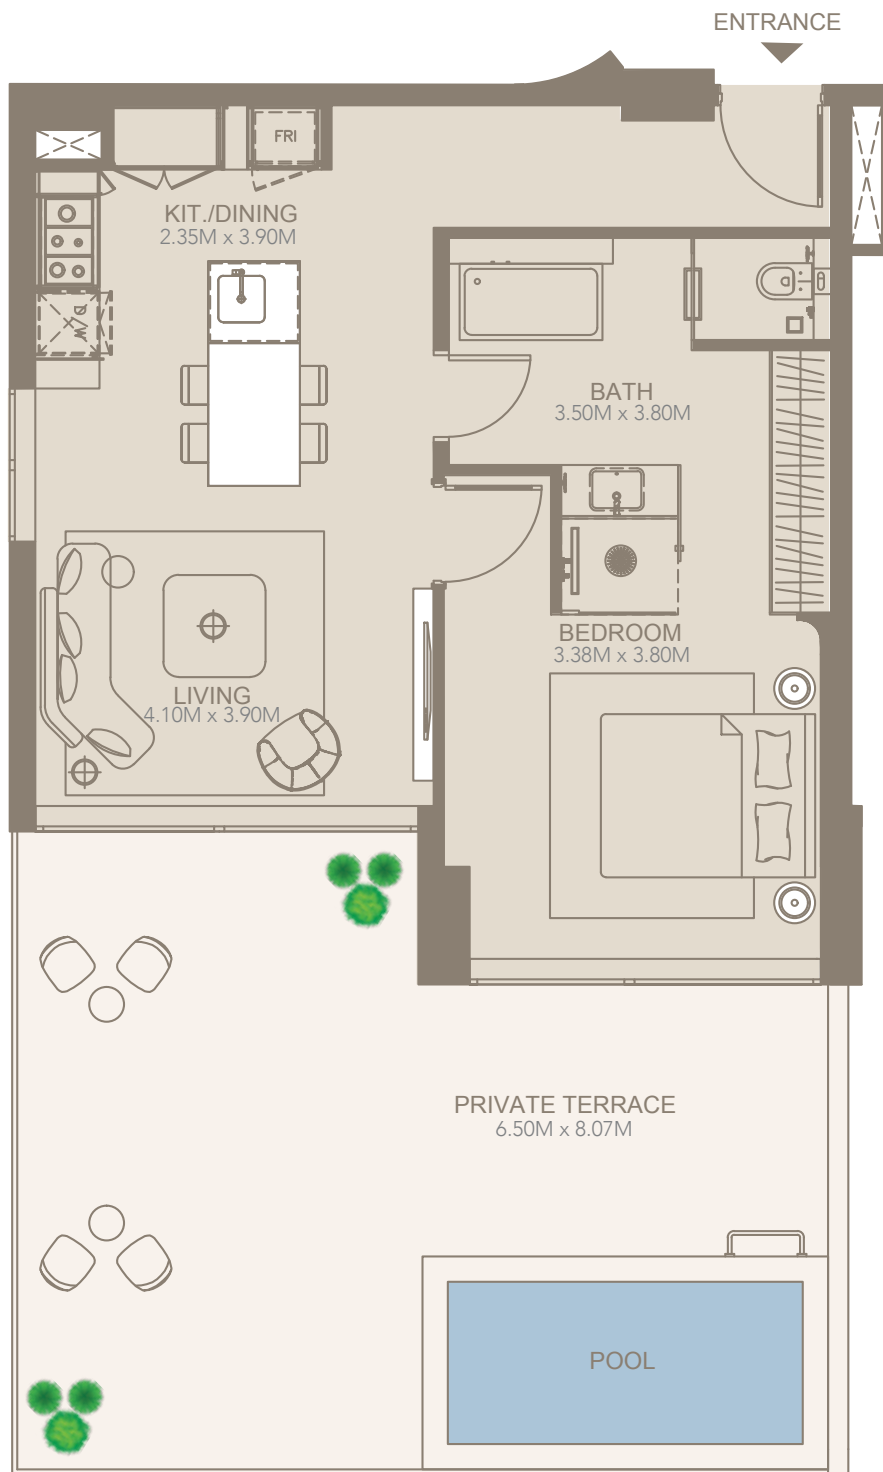 ENTRANCE
FRI
KIT./DINING
2.35M x 3.90M
D/W
BATH
3.50M x 3.80M
BEDROOM
3.38M x 3.80M
LIVING
4.10M x 3.90M
PRIVATE TERRACE
6.50M x 8.07M
POOL